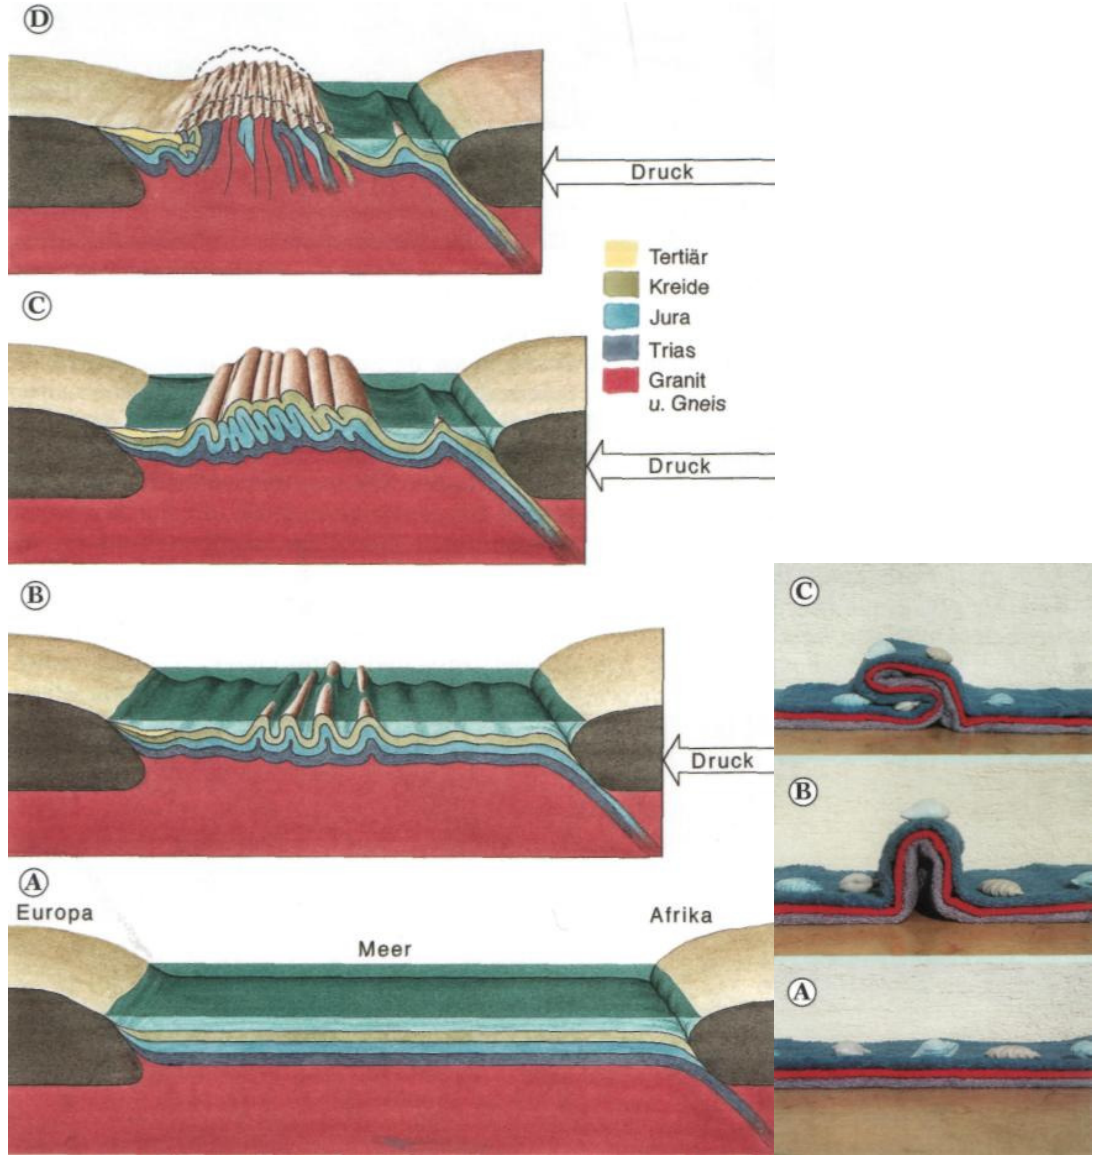 D
Druck
Tertiär
Kreide
Jura
Trias
Granit
u. Gneis
C
Druck
B
Druck
A
Europa
Meer
Afrika
C
B
A